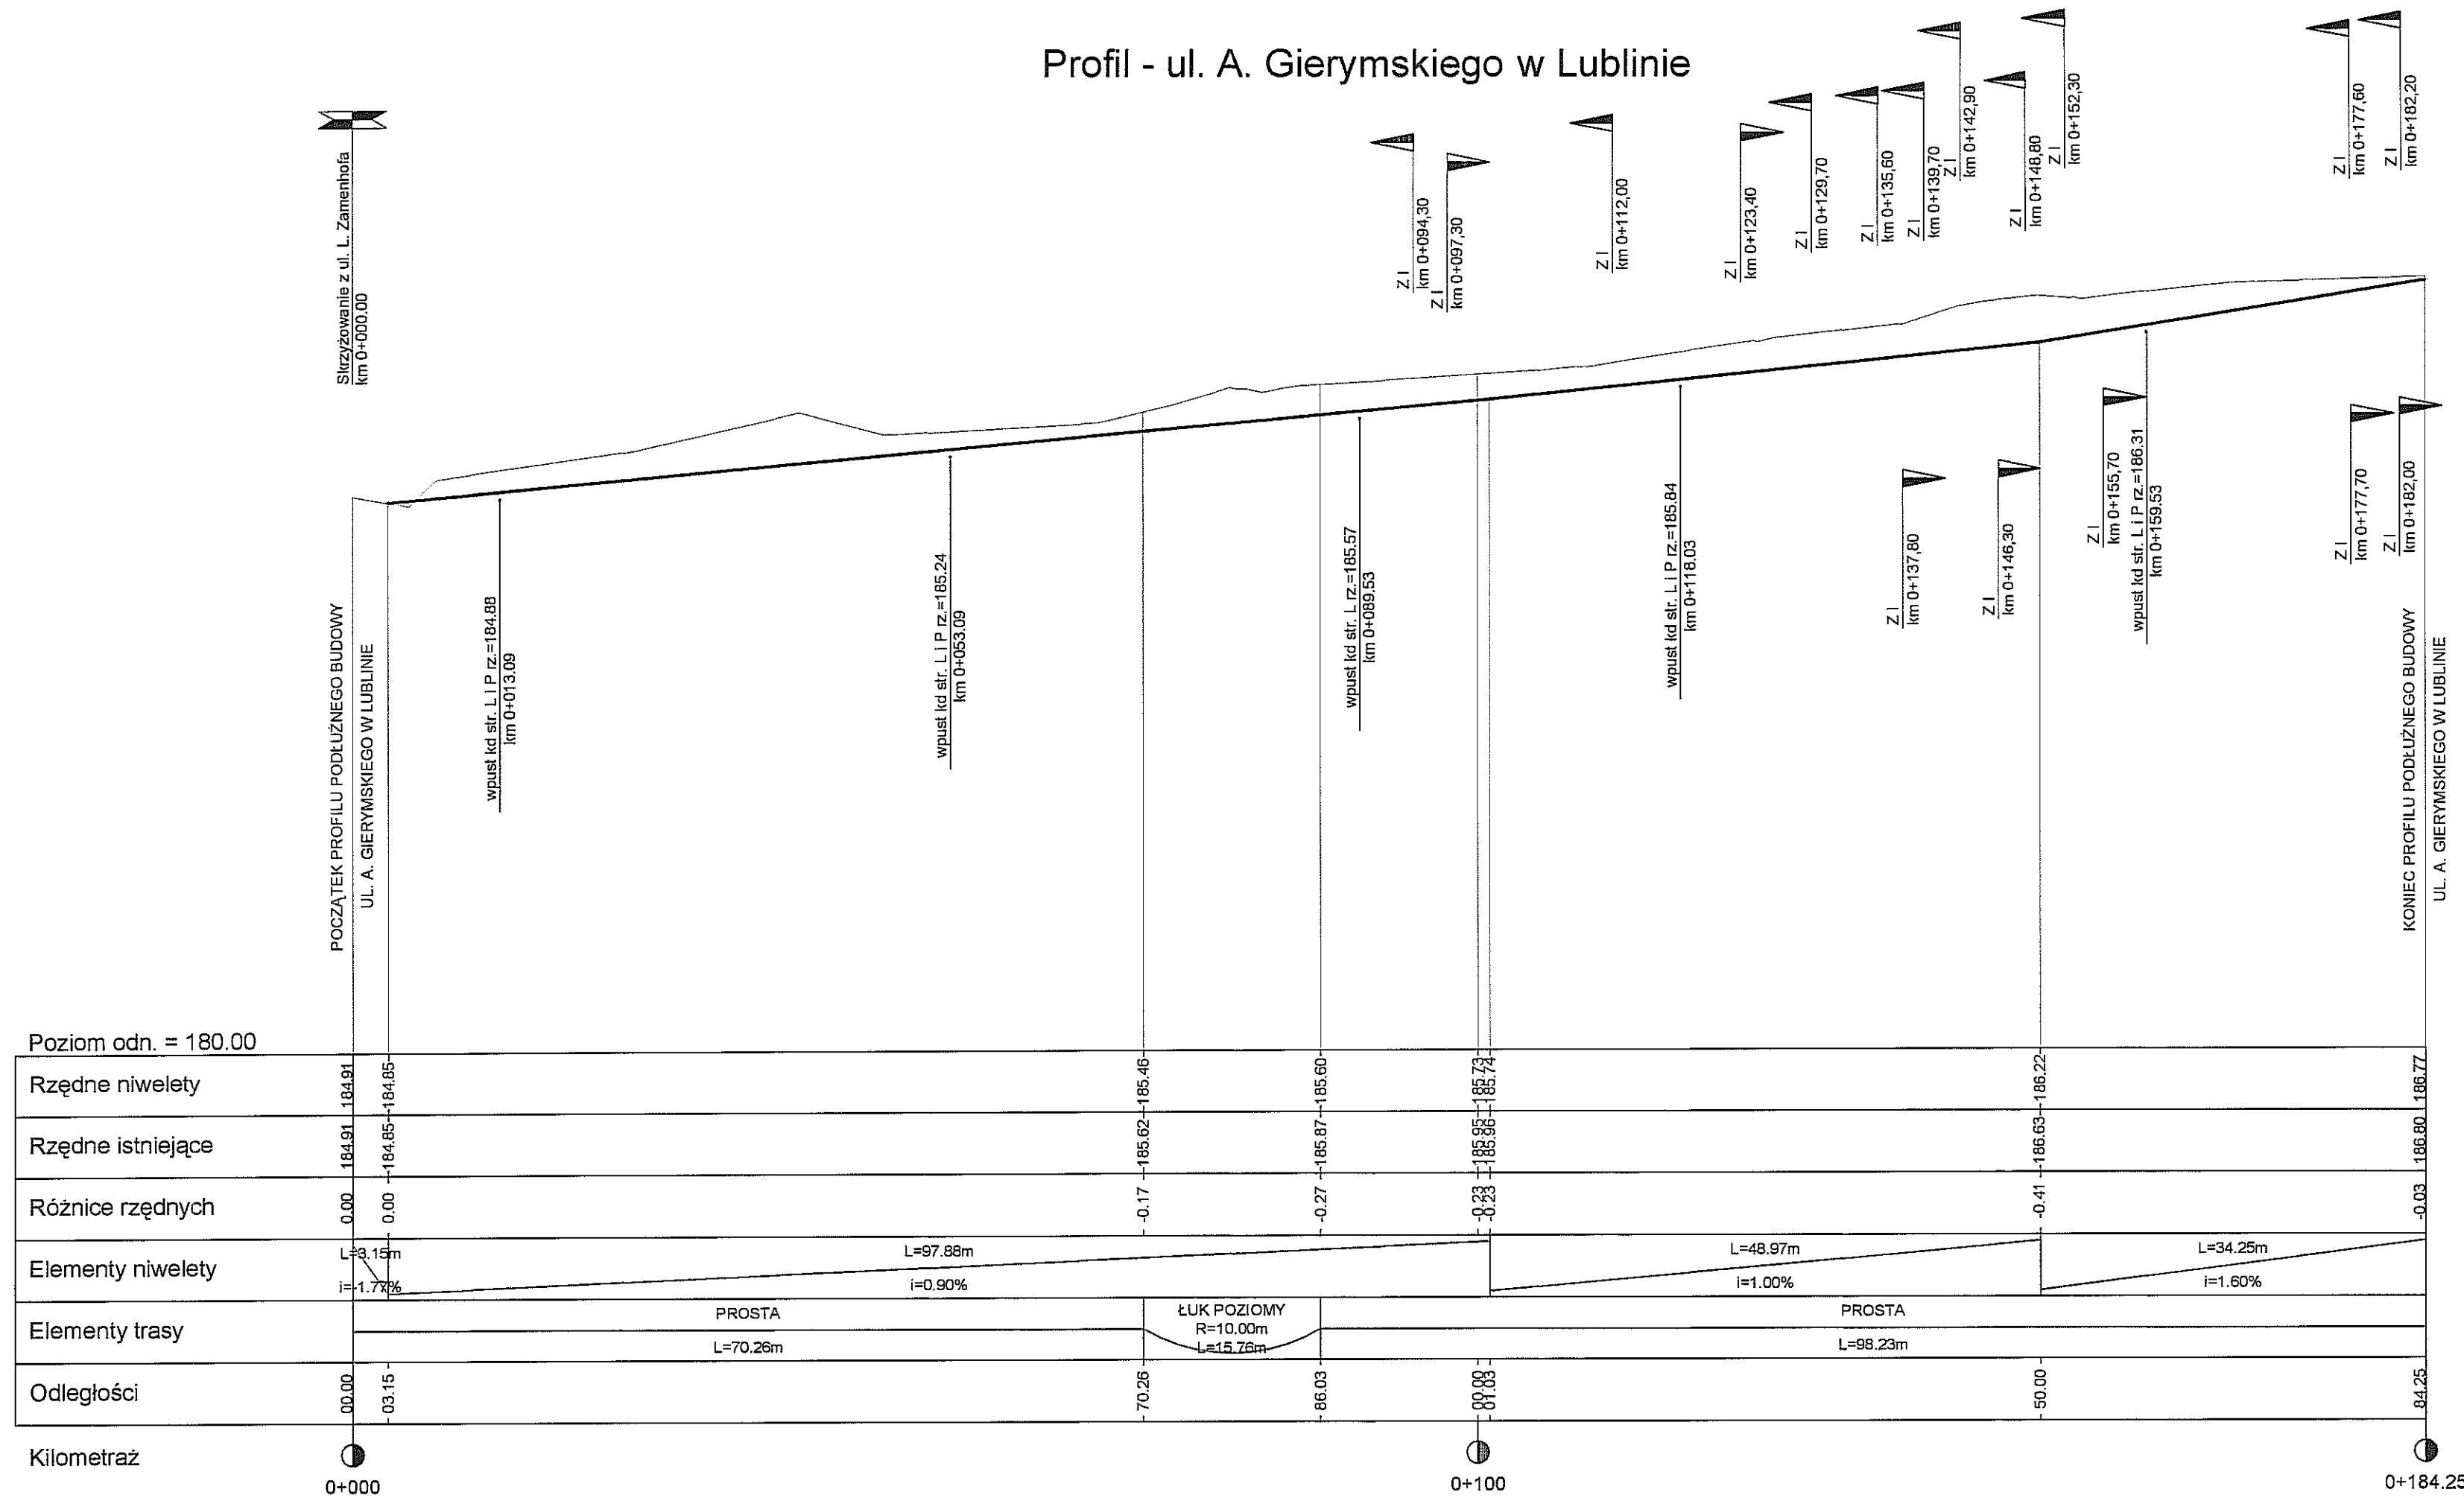 Profil - ul. A. Gierymskiego w Lublinie
Skrzyżowanie z ul. L. Zamenhofa
km 0+000.00
Z I
km 0+094,30
Z I
km 0+097,30
Z I
km 0+112,00
Z I
km 0+123,40
Z I
km 0+129,70
Z I
km 0+135,60
Z I
km 0+139,70
Z I
km 0+142,90
Z I
km 0+148,80
Z I
km 0+152,30
Z I
km 0+177,60
Z I
km 0+182,20
POCZĄTEK PROFILU PODŁUŻNEGO BUDOWY
UL. A. GIERYMSKIEGO W LUBLINIE
wpust kd str. L i P rz.=184.88
km 0+013.09
wpust kd str. L i P rz.=185.24
km 0+053.09
wpust kd str. L rz.=185.57
km 0+089.53
wpust kd str. L i P rz.=185.84
km 0+118.03
Z I
km 0+137,80
Z I
km 0+146,30
Z I
km 0+155,70
wpust kd str. L i P rz.=186.31
km 0+159.53
Z I
km 0+177,70
Z I
km 0+182,00
KONIEC PROFILU PODŁUŻNEGO BUDOWY
UL. A. GIERYMSKIEGO W LUBLINIE
Poziom odn. = 180.00
Rzędne niwelety 184.91 184.85 185.46 185.60 185.73 185.74 186.22 186.77
Rzędne istniejące 184.91 184.85 185.62 185.87 185.95 185.96 186.63 186.80
Różnice rzędnych 0.00 0.00 -0.17 -0.27 -0.23 -0.23 -0.41 -0.03
Elementy niwelety
L=3.15m L=97.88m L=48.97m L=34.25m
i=-1.77% i=0.90% i=1.00% i=1.60%
Elementy trasy
PROSTA ŁUK POZIOMY PROSTA
R=10.00m
L=70.26m L=15.76m L=98.23m
Odległości 00.00 03.15 70.26 86.03 00.00 01.03 50.00 84.25
Kilometraż
0+000 0+100 0+184.25